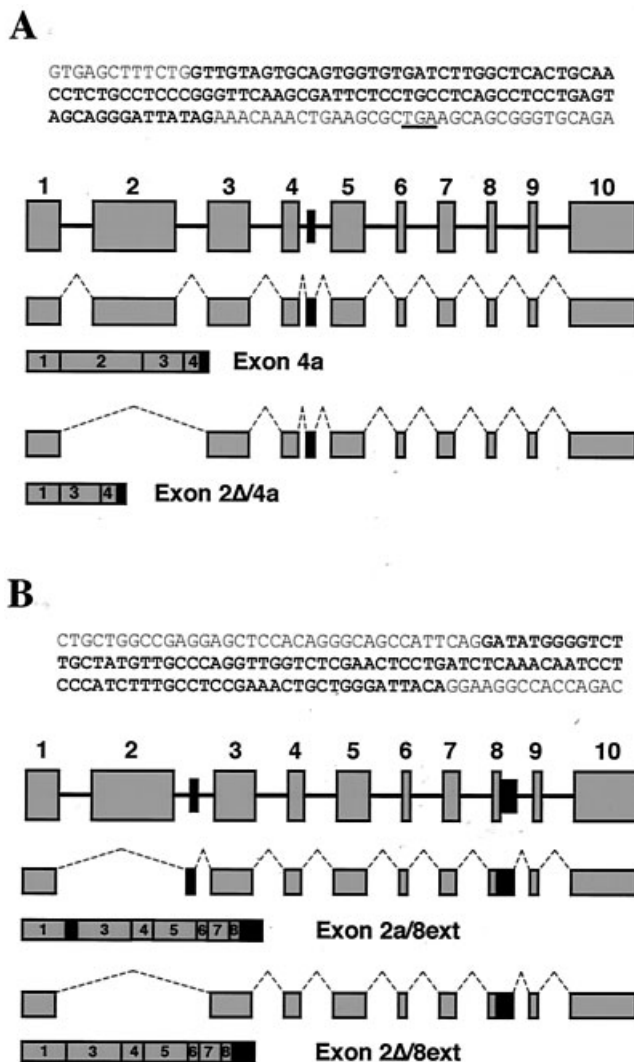 A
GTGAGCTTTCTGGTTGTAGTGCAGTGGTGTGATCTTGGCTCACTGCAA
CCTCTGCCTCCCGGGTTCAAGCGATTCTCCTGCCTCAGCCTCCTGAGT
AGCAGGGATTATAGAAACAAACTGAAGCGCTGAAGCAGCGGGTGCAGA
1 2 3 4 5 6 7 8 9 10
1 2 3 4 Exon 4a
1 3 4 Exon 2Δ/4a
B
CTGCTGGCCGAGGAGCTCCACAGGGCAGCCATTCAGGATATGGGGTCT
TGCTATGTTGCCCAGGTTGGTCTCGAACTCCTGATCTCAAACAATCCT
CCCATCTTTGCCTCCGAAACTGCTGGGATTACAGGAAGGCCACCAGAC
1 2 3 4 5 6 7 8 9 10
1 3 4 5 6 7 8 Exon 2a/8ext
1 3 4 5 6 7 8 Exon 2Δ/8ext